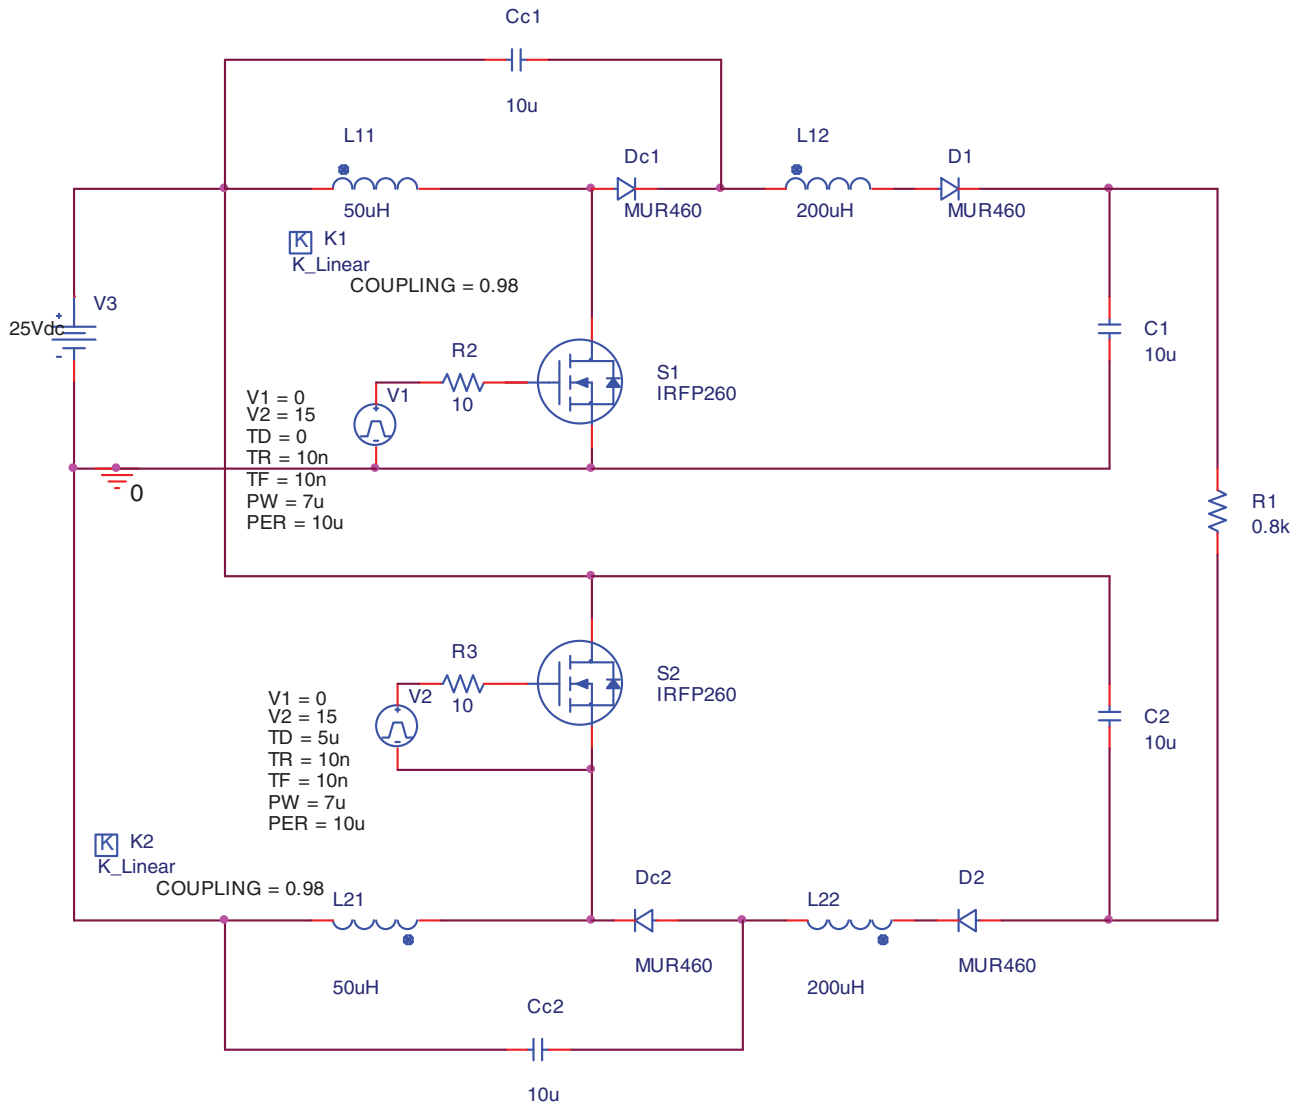 Cc1
10u
L11
50uH
Dc1
MUR460
L12
200uH
D1
MUR460
K K1
K_Linear
COUPLING = 0.98
V3
+
25Vdc
-
R2
10
V1
+
-
S1
IRFP260
C1
10u
V1 = 0
V2 = 15
TD = 0
TR = 10n
TF = 10n
PW = 7u
PER = 10u
0
R1
0.8k
R3
10
V2
+
-
S2
IRFP260
C2
10u
V1 = 0
V2 = 15
TD = 5u
TR = 10n
TF = 10n
PW = 7u
PER = 10u
K K2
K_Linear
COUPLING = 0.98
L21
50uH
Dc2
MUR460
L22
200uH
D2
MUR460
Cc2
10u